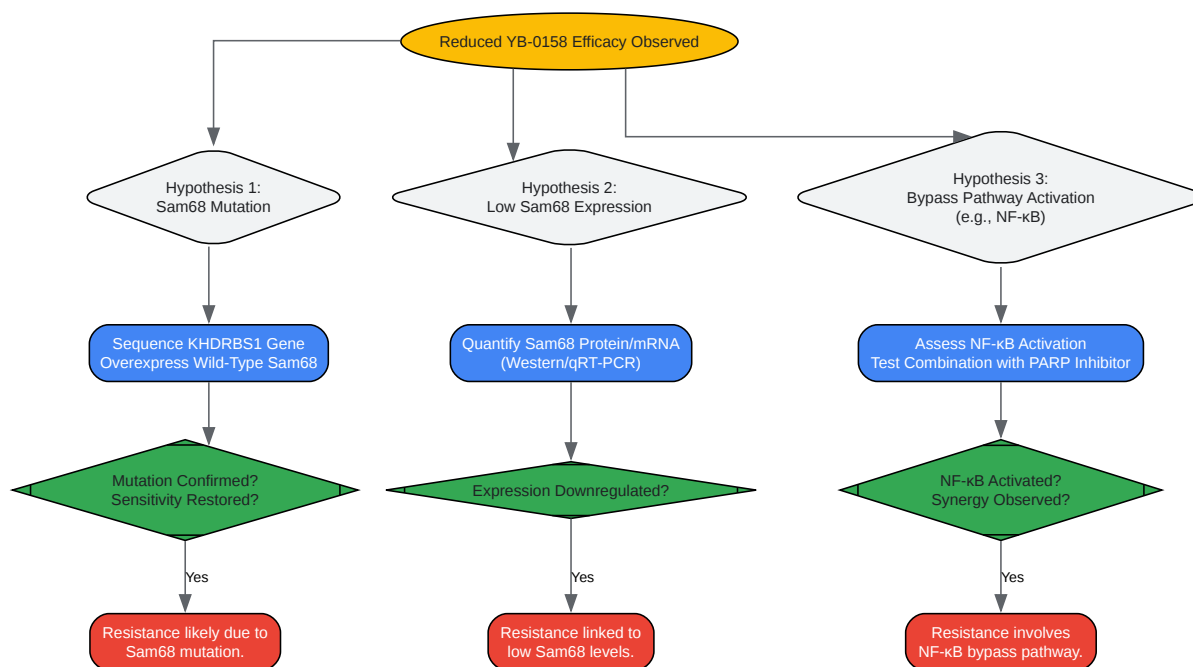 Reduced YB-0158 Efficacy Observed
Hypothesis 1:
Sam68 Mutation
Hypothesis 2:
Low Sam68 Expression
Hypothesis 3:
Bypass Pathway Activation
(e.g., NF-κB)
Sequence KHDRBS1 Gene
Overexpress Wild-Type Sam68
Quantify Sam68 Protein/mRNA
(Western/qRT-PCR)
Assess NF-κB Activation
Test Combination with PARP Inhibitor
Mutation Confirmed?
Sensitivity Restored?
Expression Downregulated?
NF-κB Activated?
Synergy Observed?
Yes
Yes
Yes
Resistance likely due to
Sam68 mutation.
Resistance linked to
low Sam68 levels.
Resistance involves
NF-κB bypass pathway.